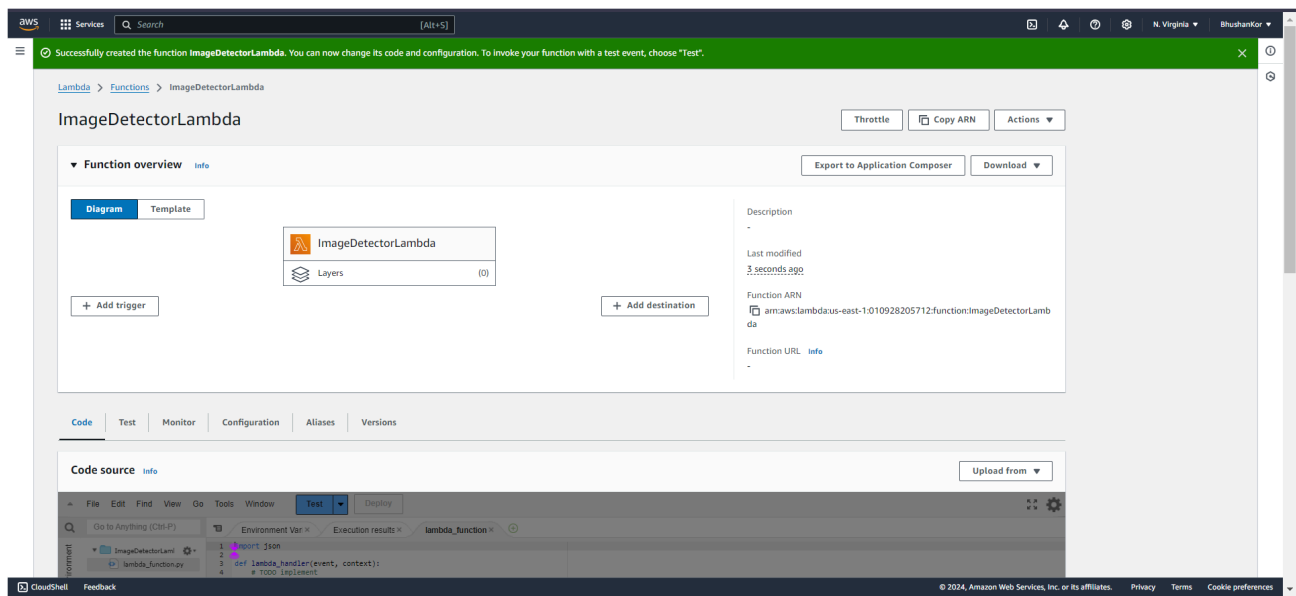 aws Services Search [Alt+S] N. Virginia BhushanKor
Successfully created the function ImageDetectorLambda. You can now change its code and configuration. To invoke your function with a test event, choose "Test".
Lambda > Functions > ImageDetectorLambda
ImageDetectorLambda
Throttle Copy ARN Actions
Function overview Info
Export to Application Composer Download
Diagram Template
ImageDetectorLambda
Layers (0)
+ Add trigger
+ Add destination
Description
-
Last modified
3 seconds ago
Function ARN
arn:aws:lambda:us-east-1:010928205712:function:ImageDetectorLamb
da
Function URL Info
-
Code Test Monitor Configuration Aliases Versions
Code source Info
Upload from
File Edit Find View Go Tools Window Test Deploy
Go to Anything (Ctrl-P)
Environment Var × Execution results × lambda_function ×
ironment
ImageDetectorLaml
lambda_function.py
1 import json
2
3 def lambda_handler(event, context):
4 # TODO implement
CloudShell Feedback © 2024, Amazon Web Services, Inc. or its affiliates. Privacy Terms Cookie preferences